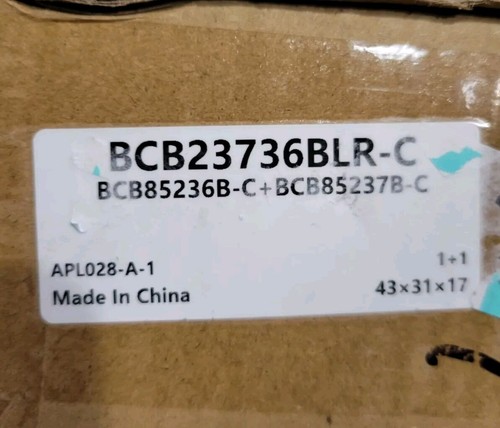 BCB23736BLR-C
BCB85236B-C+BCB85237B-C
APL028-A-1
1+1
Made In China
43×31×17